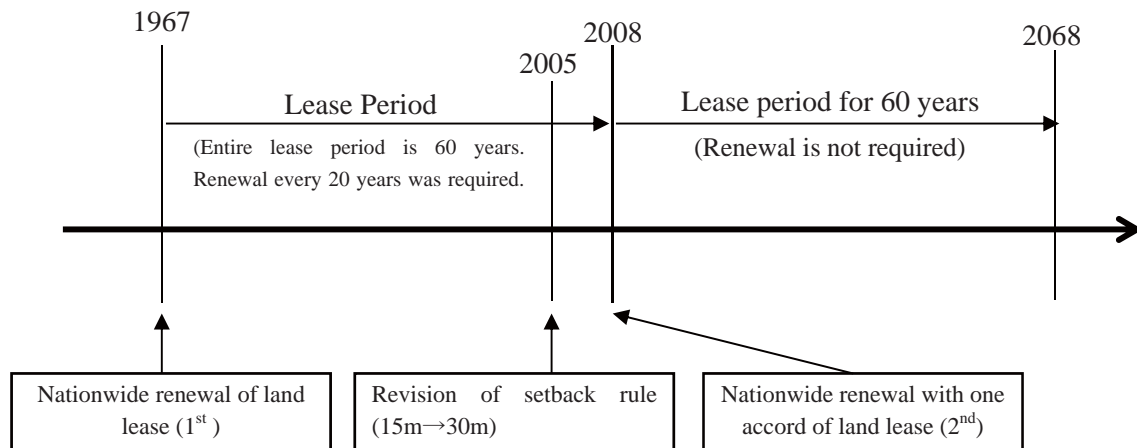 1967
2005
2008
2068
Lease Period
(Entire lease period is 60 years.
Renewal every 20 years was required.
Lease period for 60 years
(Renewal is not required)
Nationwide renewal of land
lease (1st )
Revision of setback rule
(15m→30m)
Nationwide renewal with one
accord of land lease (2nd)